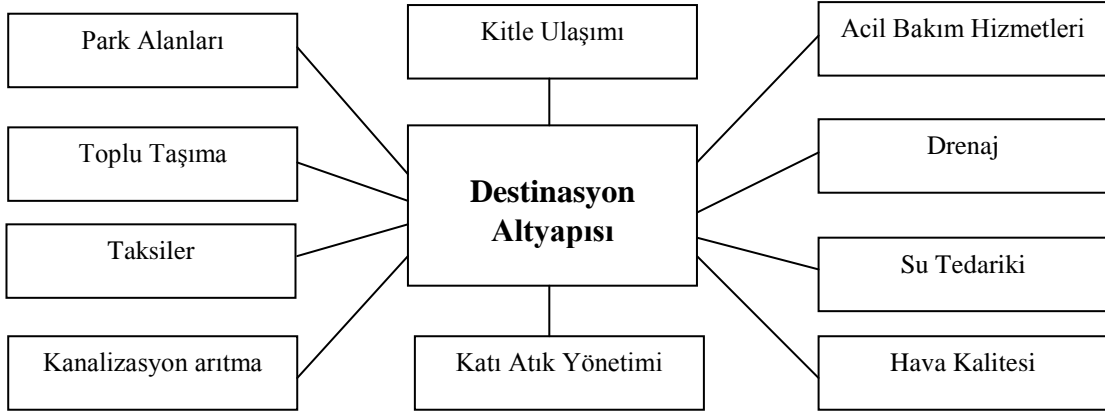 Park Alanları
Kitle Ulaşımı
Acil Bakım Hizmetleri
Toplu Taşıma
Destinasyon
Altyapısı
Drenaj
Taksiler
Su Tedariki
Kanalizasyon arıtma
Katı Atık Yönetimi
Hava Kalitesi